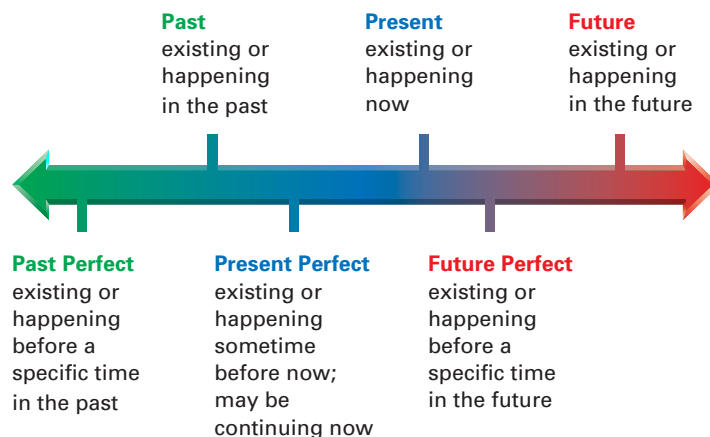 Past
existing or
happening
in the past
Present
existing or
happening
now
Future
existing or
happening
in the future
Past Perfect
existing or
happening
before a
specific time
in the past
Present Perfect
existing or
happening
sometime
before now;
may be
continuing now
Future Perfect
existing or
happening
before a
specific time
in the future